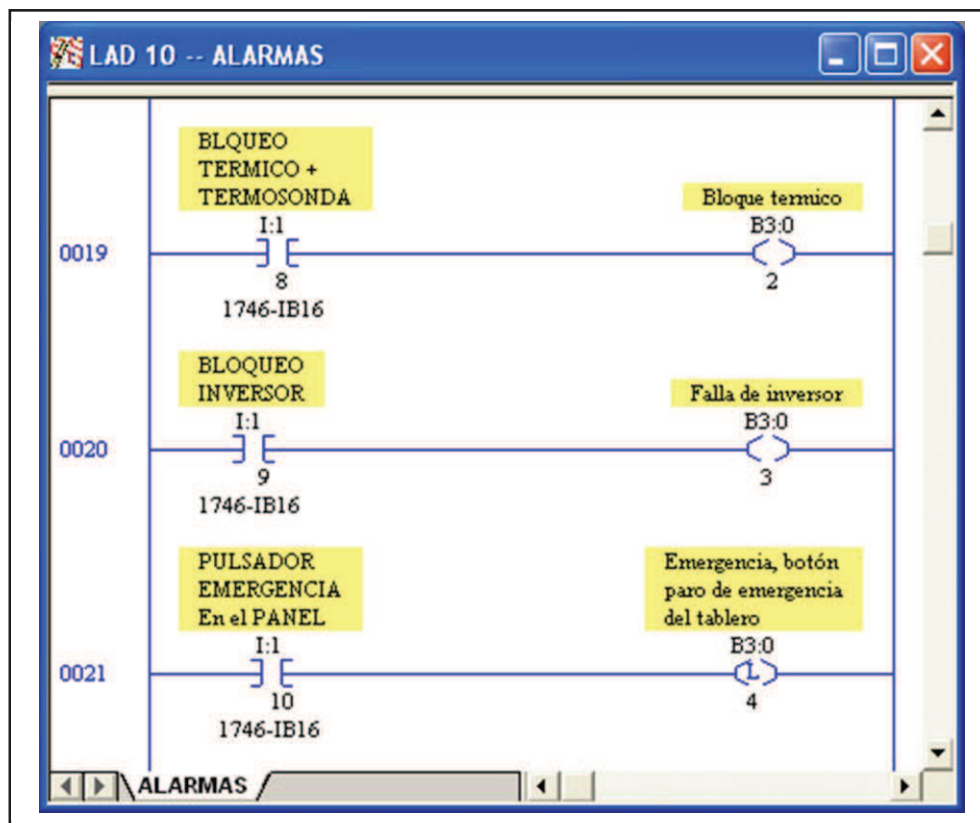 LAD 10 -- ALARMAS
BLQUEO
TERMICO +
TERMOSONDA
I:1
8
1746-IB16
Bloque termico
B3:0
2
0019
BLOQUEO
INVERSOR
I:1
9
1746-IB16
Falla de inversor
B3:0
3
0020
PULSADOR
EMERGENCIA
En el PANEL
I:1
10
1746-IB16
Emergencia, botón
paro de emergencia
del tablero
B3:0
L
4
0021
ALARMAS